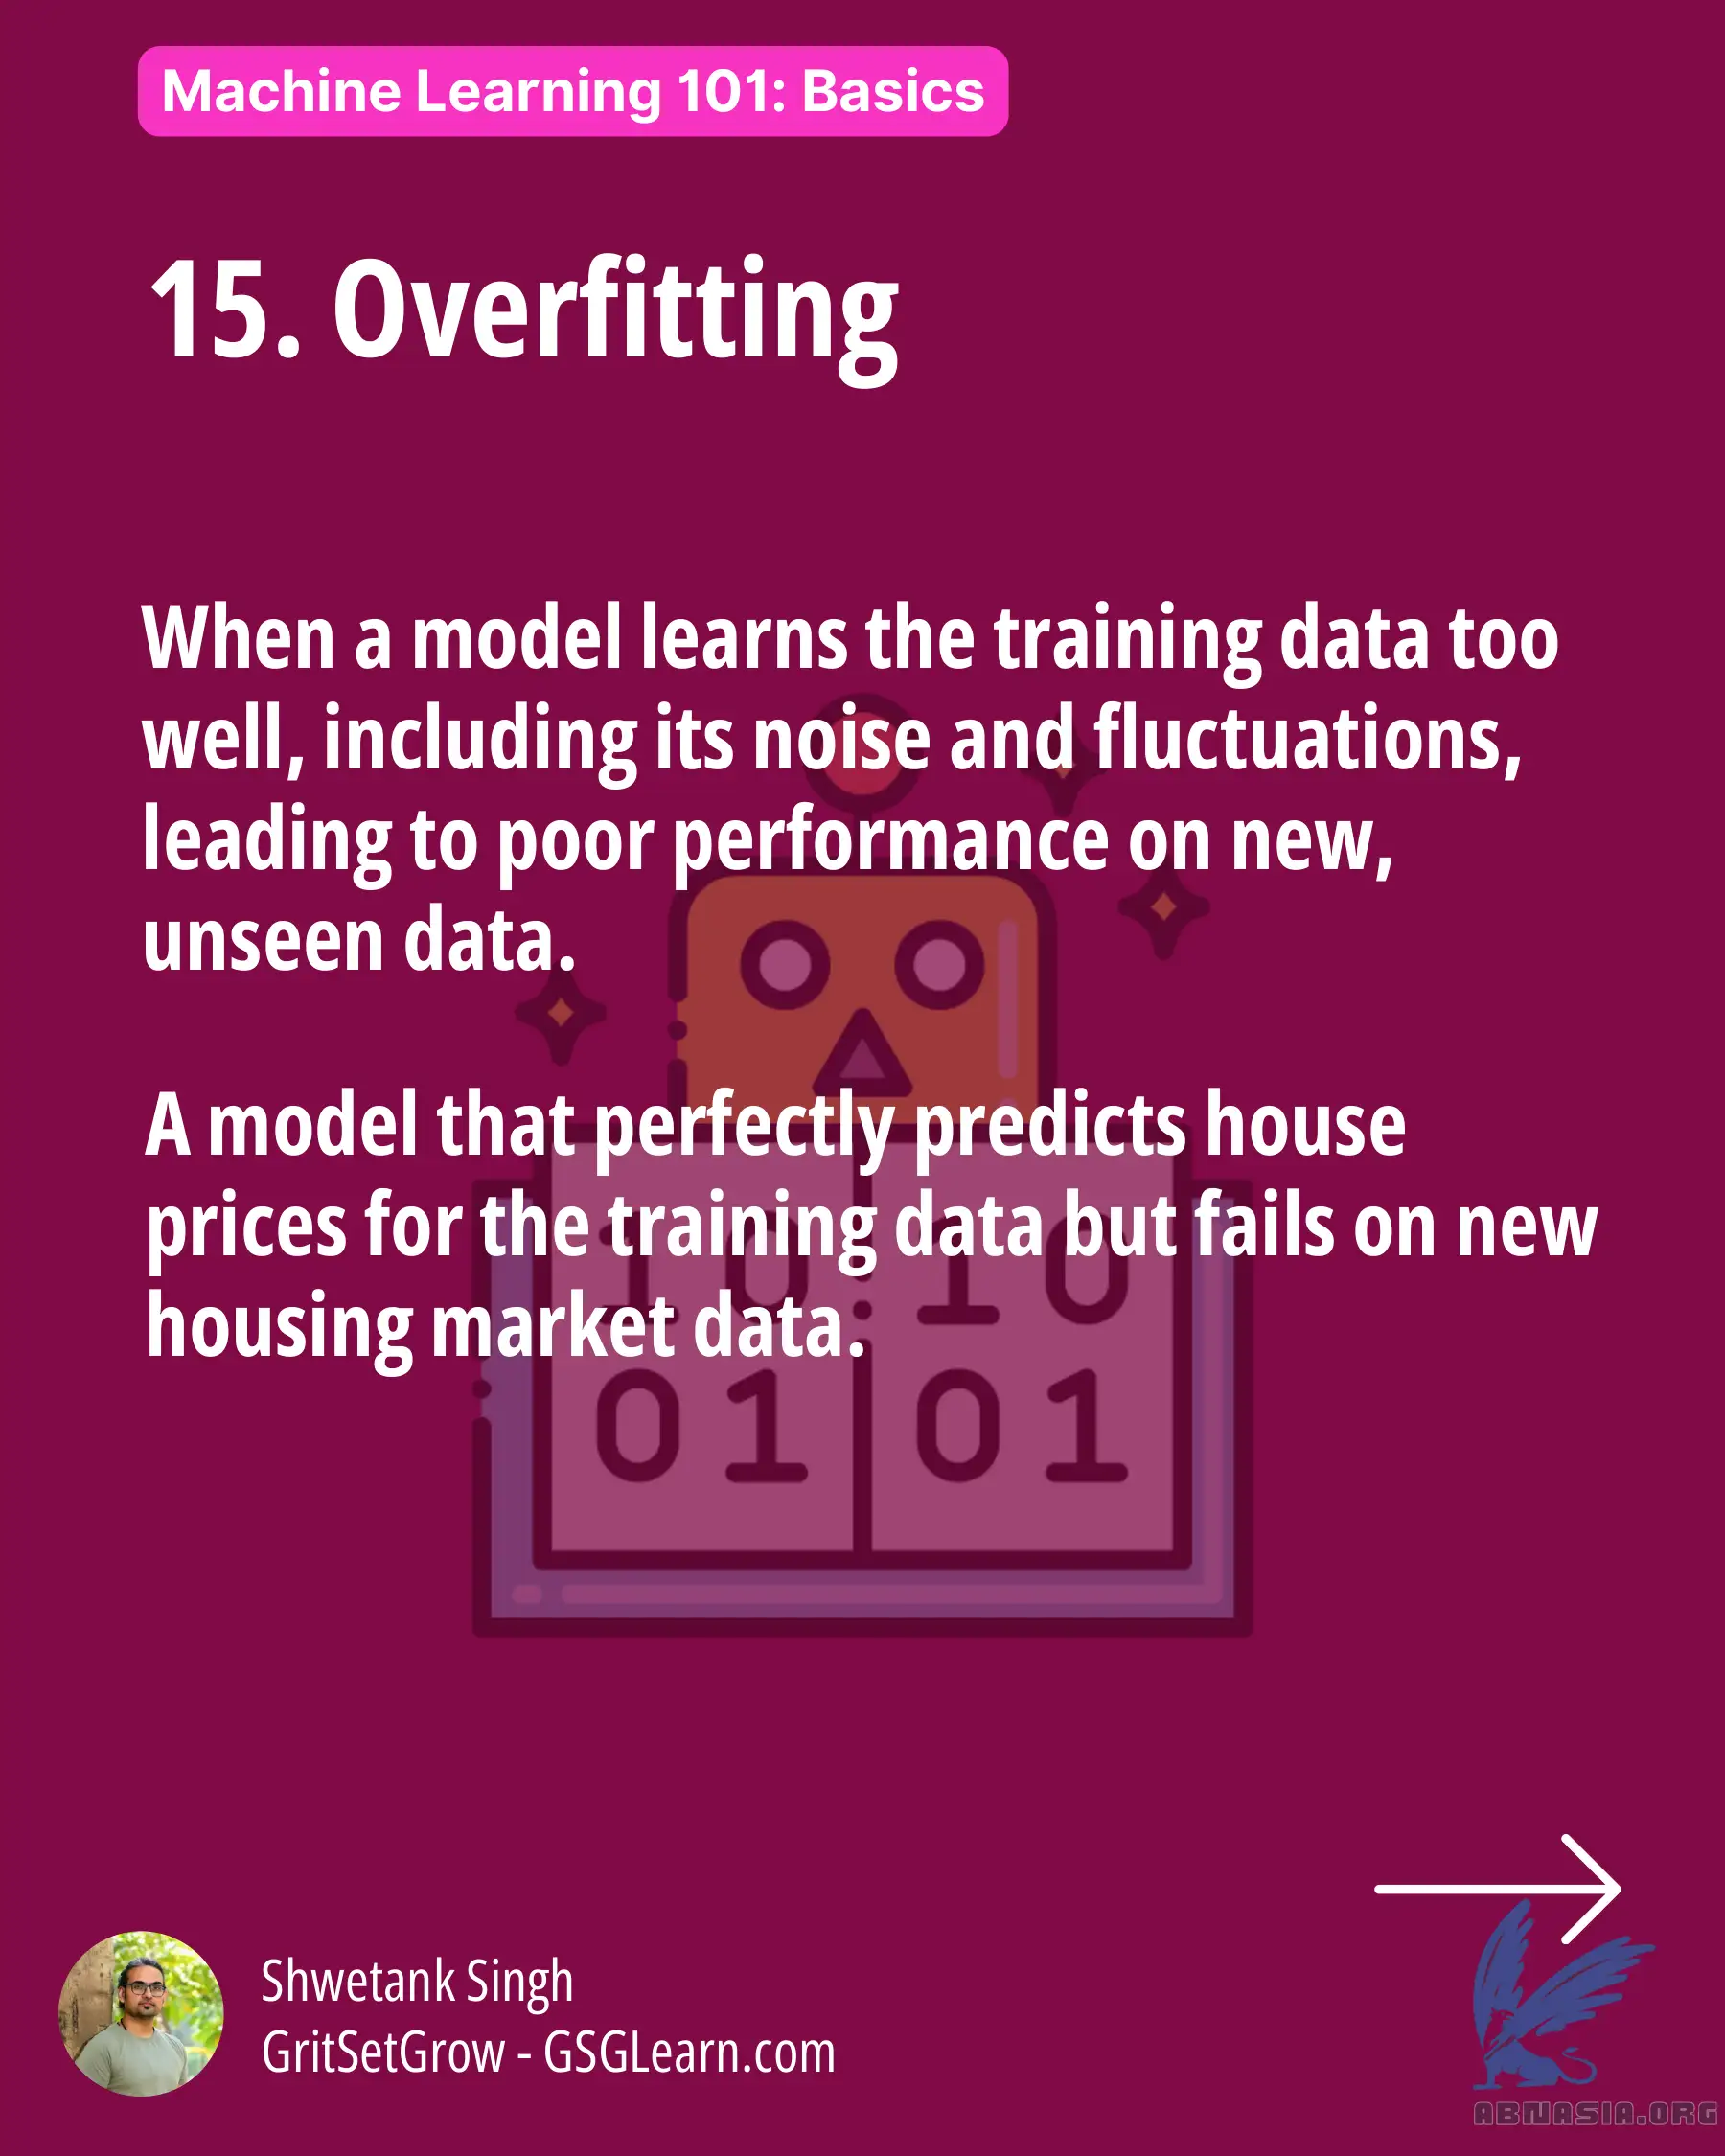 Machine Learning 101: Basics
15. Overfitting
When a model learns the training data too
well, including its noise and fluctuations,
leading to poor performance on new,
unseen data.
A model that perfectly predicts house
prices for the training data but fails on new
housing market data.
10 10
01 01
Shwetank Singh
GritSetGrow - GSGLearn.com
ABNASIA.ORG